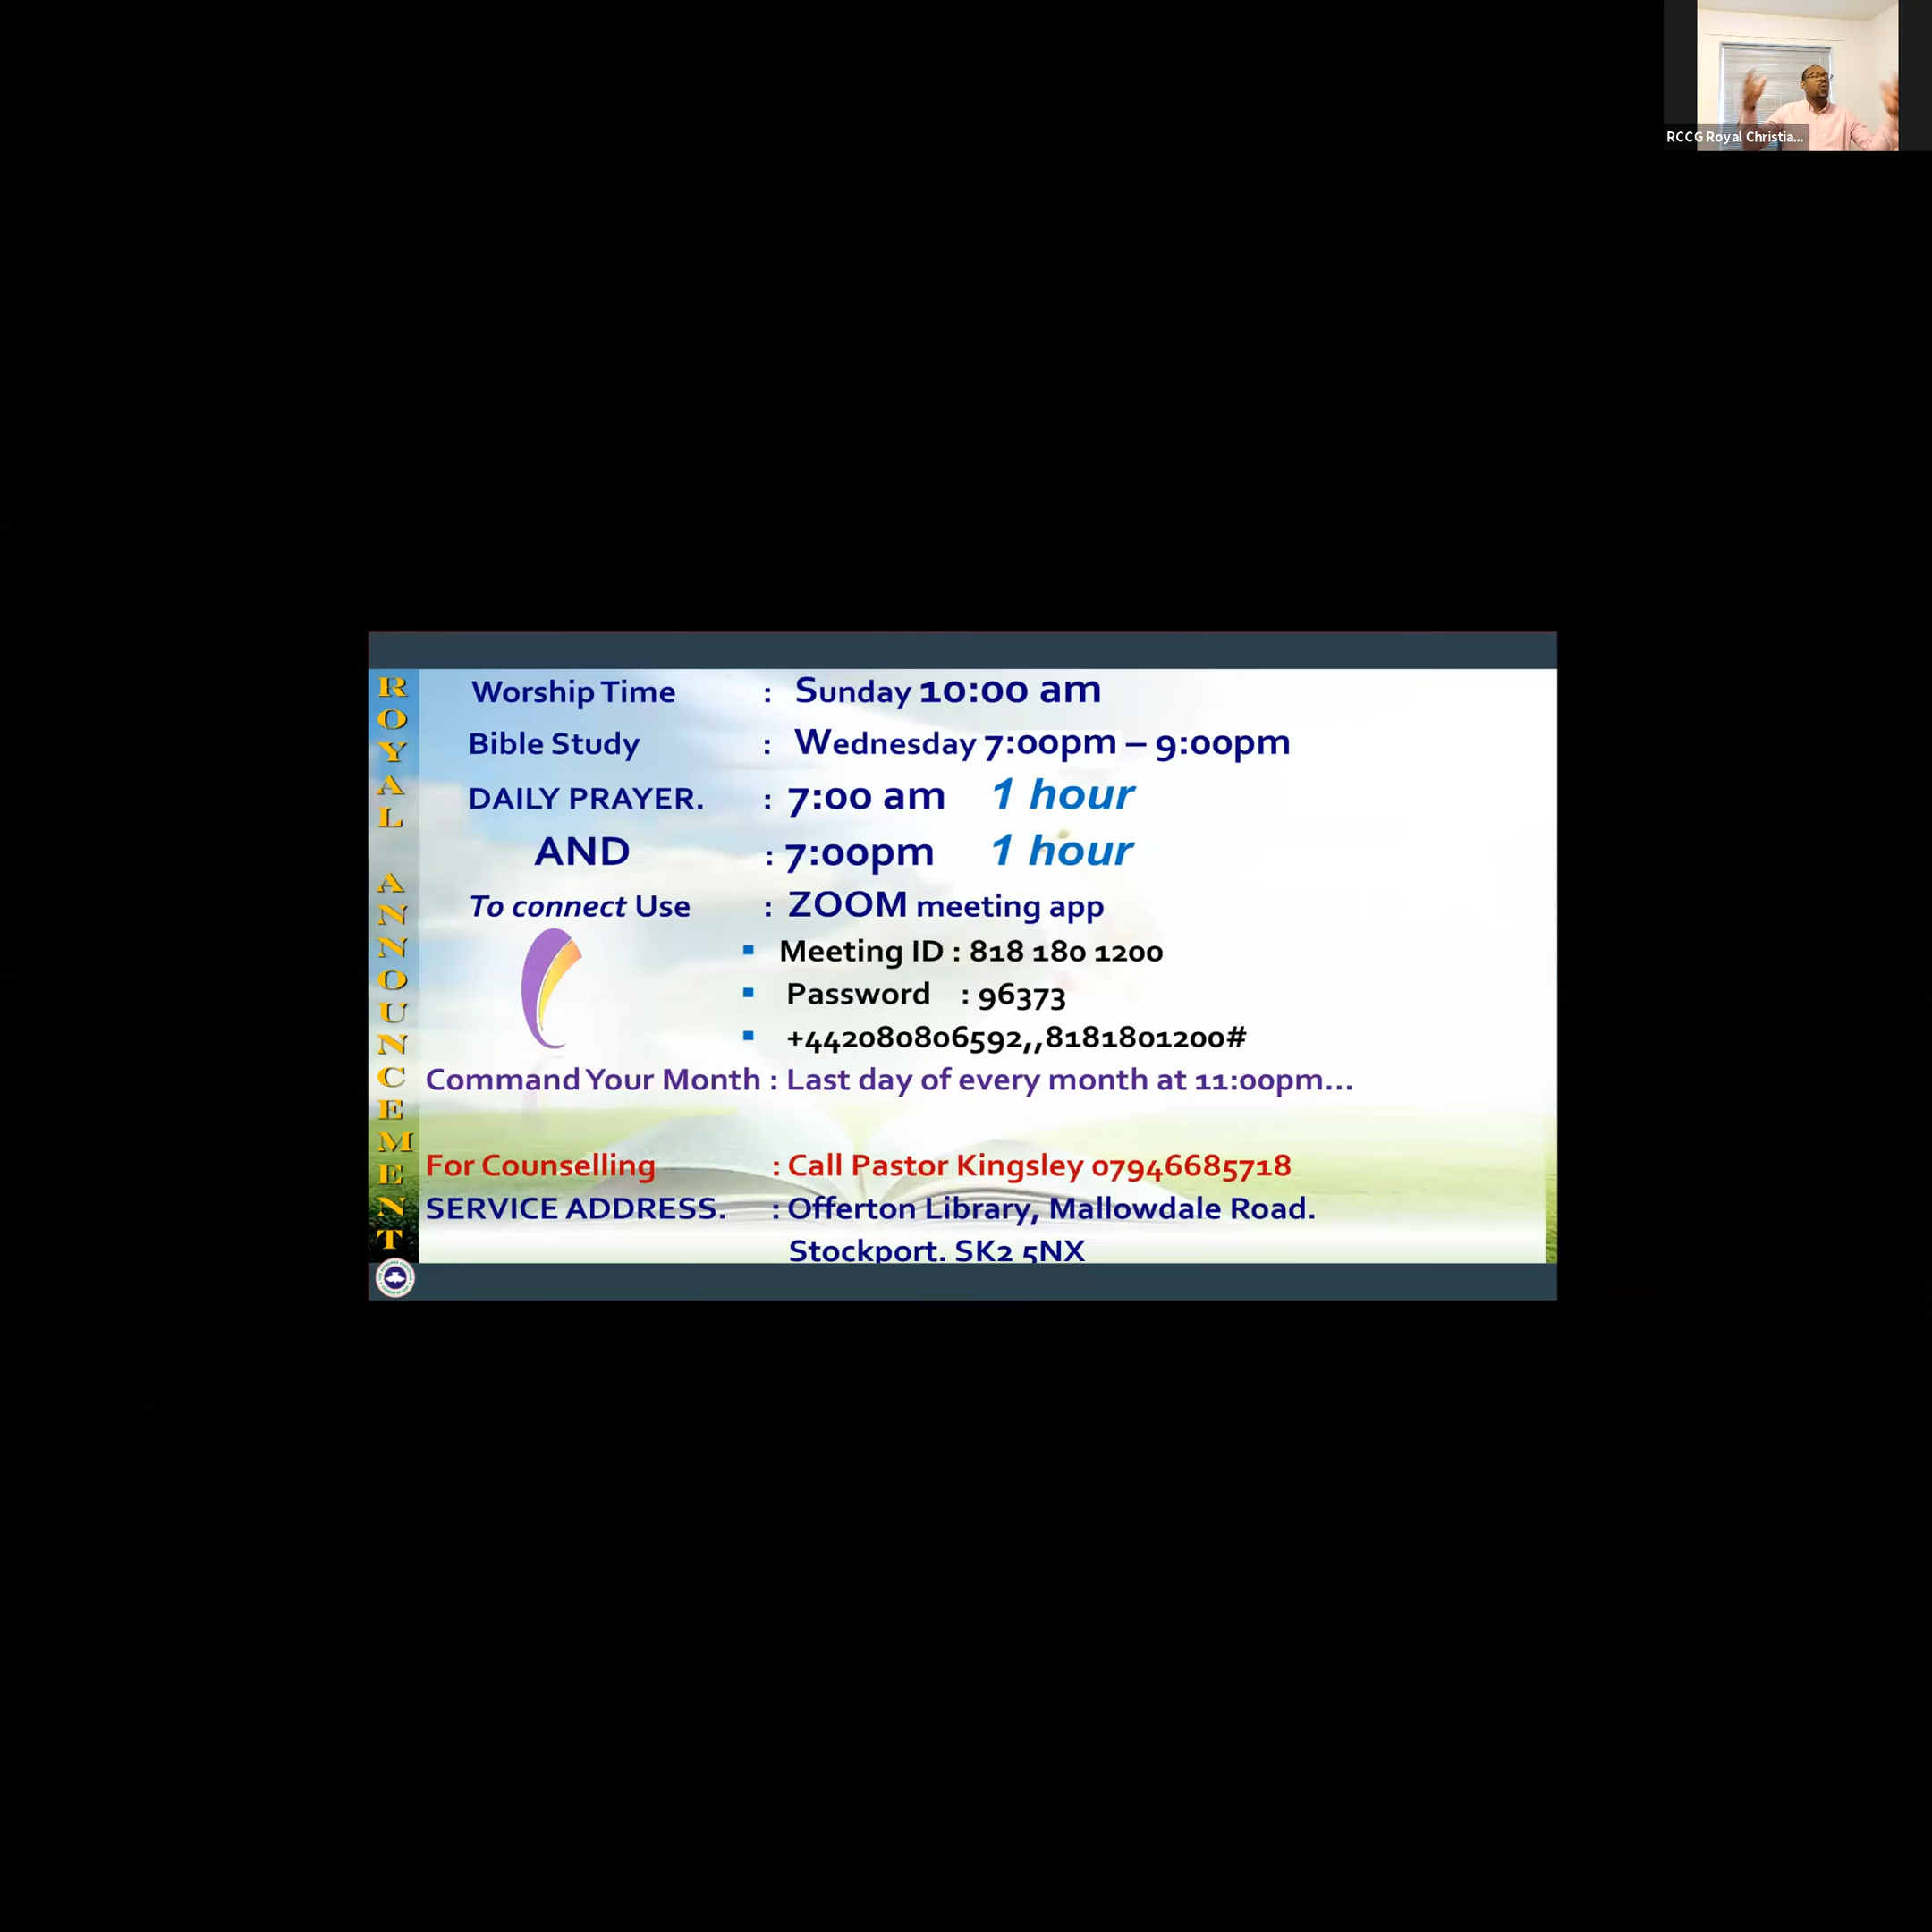 RCCG Royal Christia...
ROYAL ANNOUNCEMENT
Worship Time : Sunday 10:00 am
Bible Study : Wednesday 7:00pm – 9:00pm
DAILY PRAYER. : 7:00 am 1 hour
AND : 7:00pm 1 hour
To connect Use : ZOOM meeting app
▪ Meeting ID : 818 180 1200
▪ Password : 96373
▪ +442080806592,,8181801200#
Command Your Month : Last day of every month at 11:00pm...
For Counselling : Call Pastor Kingsley 07946685718
SERVICE ADDRESS. : Offerton Library, Mallowdale Road.
Stockport. SK2 5NX